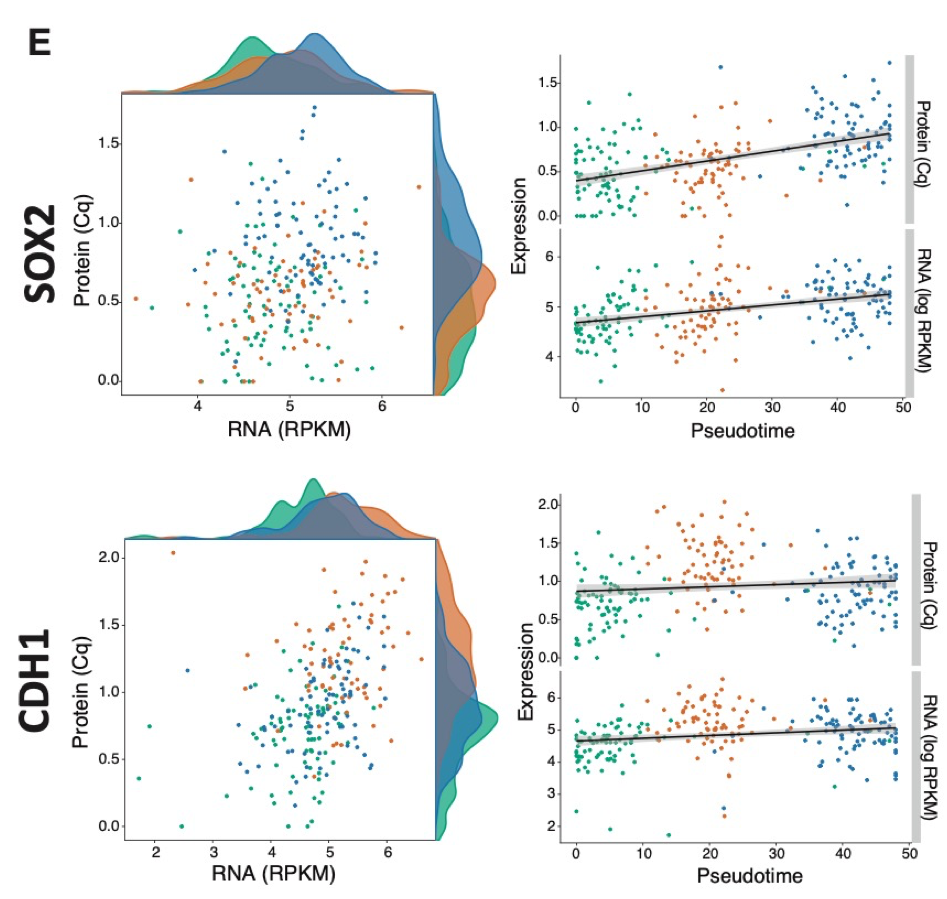 E
SOX2
Protein (Cq)
1.5
1.0
0.5
0.0
4 5 6
RNA (RPKM)
Expression
1.5
1.0
0.5
0.0
Protein (Cq)
6
5
4
RNA (log RPKM)
0 10 20 30 40 50
Pseudotime
CDH1
Protein (Cq)
2.0
1.5
1.0
0.5
0.0
2 3 4 5 6
RNA (RPKM)
Expression
2.0
1.5
1.0
0.5
0.0
Protein (Cq)
6
5
4
3
2
RNA (log RPKM)
0 10 20 30 40 50
Pseudotime